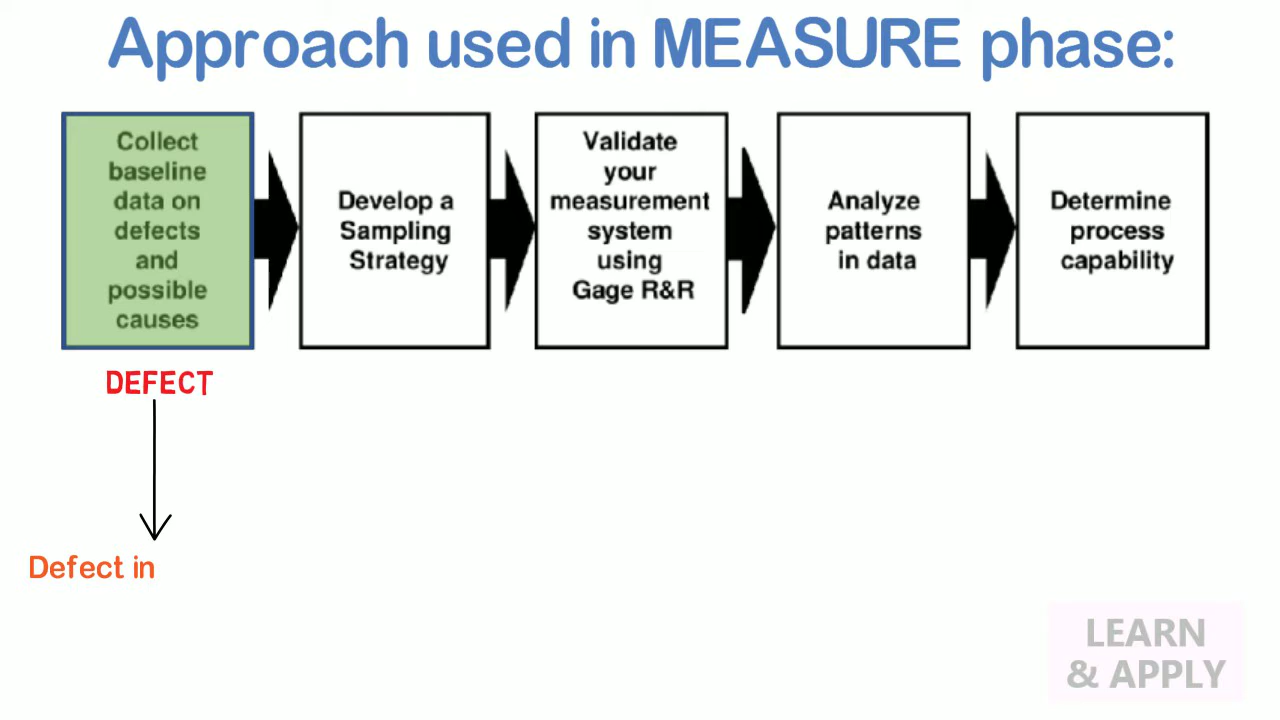 Approach used in MEASURE phase:
Collect
baseline
data on
defects
and
possible
causes
Develop a
Sampling
Strategy
Validate
your
measurement
system
using
Gage R&R
Analyze
patterns
in data
Determine
process
capability
DEFECT
Defect in
LEARN
& APPLY